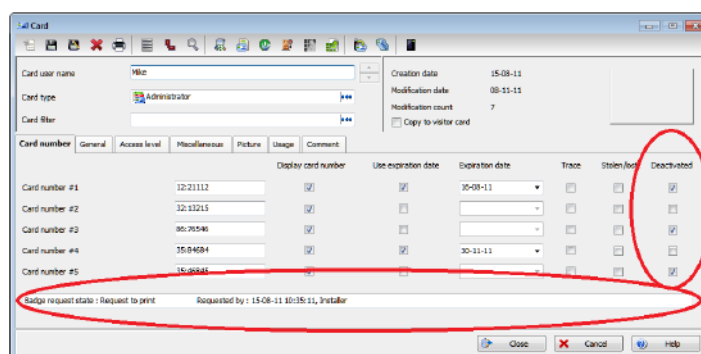 Card
Card user name Mike
Card type Administrator
Card filter
Creation date 15-08-11
Modification date 08-11-11
Modification count 7
Copy to visitor card
Card number General Access level Miscellaneous Picture Usage Comment
Display card number Use expiration date Expiration date Trace Stolen/lost Deactivated
Card number #1 12:21112 16-08-11
Card number #2 32:13215
Card number #3 86:76546
Card number #4 35:84684 30-11-11
Card number #5 35:46846
Badge request state : Request to print Requested by : 15-08-11 10:35:11, Installer
Close Cancel Help